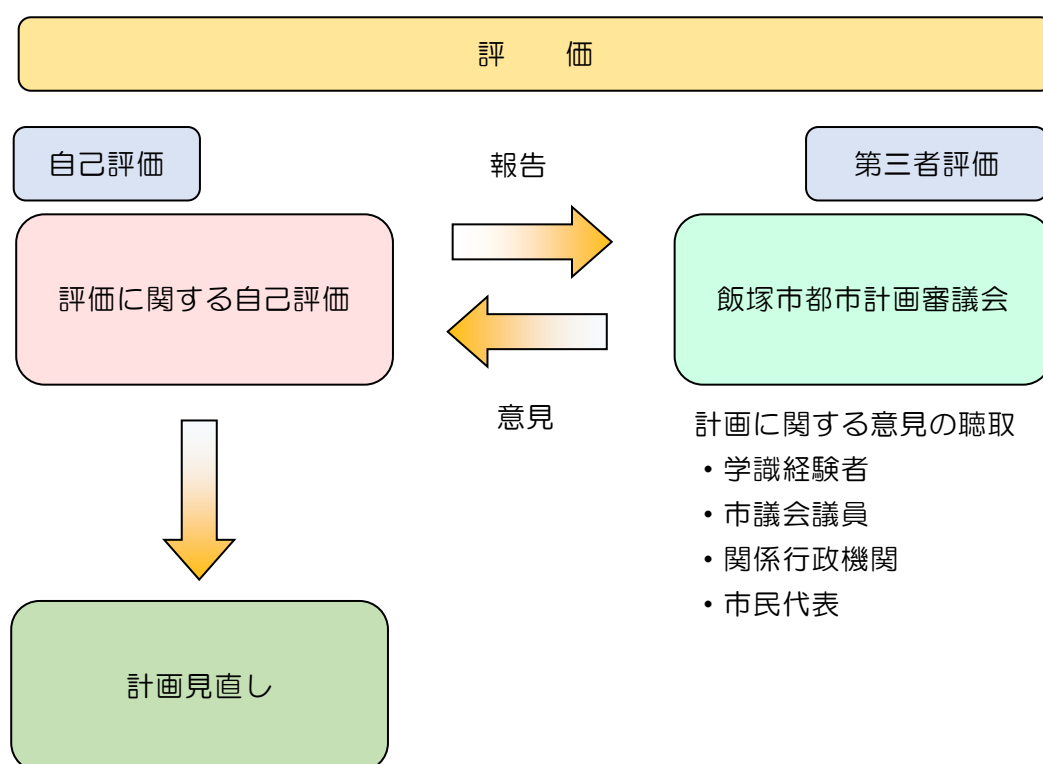 評　価
自己評価
報告
第三者評価
評価に関する自己評価
飯塚市都市計画審議会
意見
計画に関する意見の聴取
・学識経験者
・市議会議員
・関係行政機関
・市民代表
計画見直し